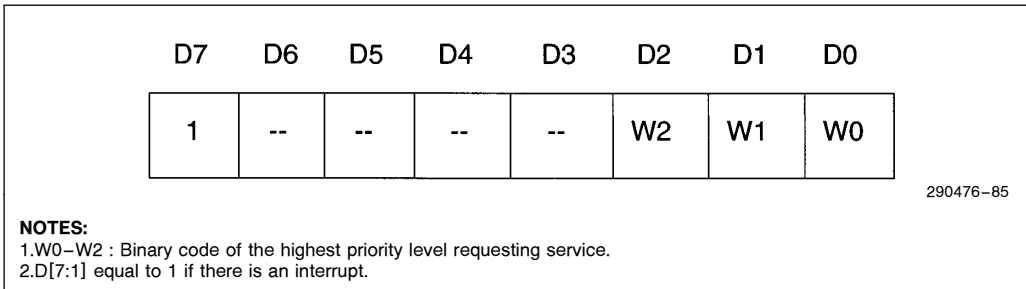 D7 D6 D5 D4 D3 D2 D1 D0
1 -- -- -- -- W2 W1 W0
290476–85
NOTES:
1.W0–W2 : Binary code of the highest priority level requesting service.
2.D[7:1] equal to 1 if there is an interrupt.